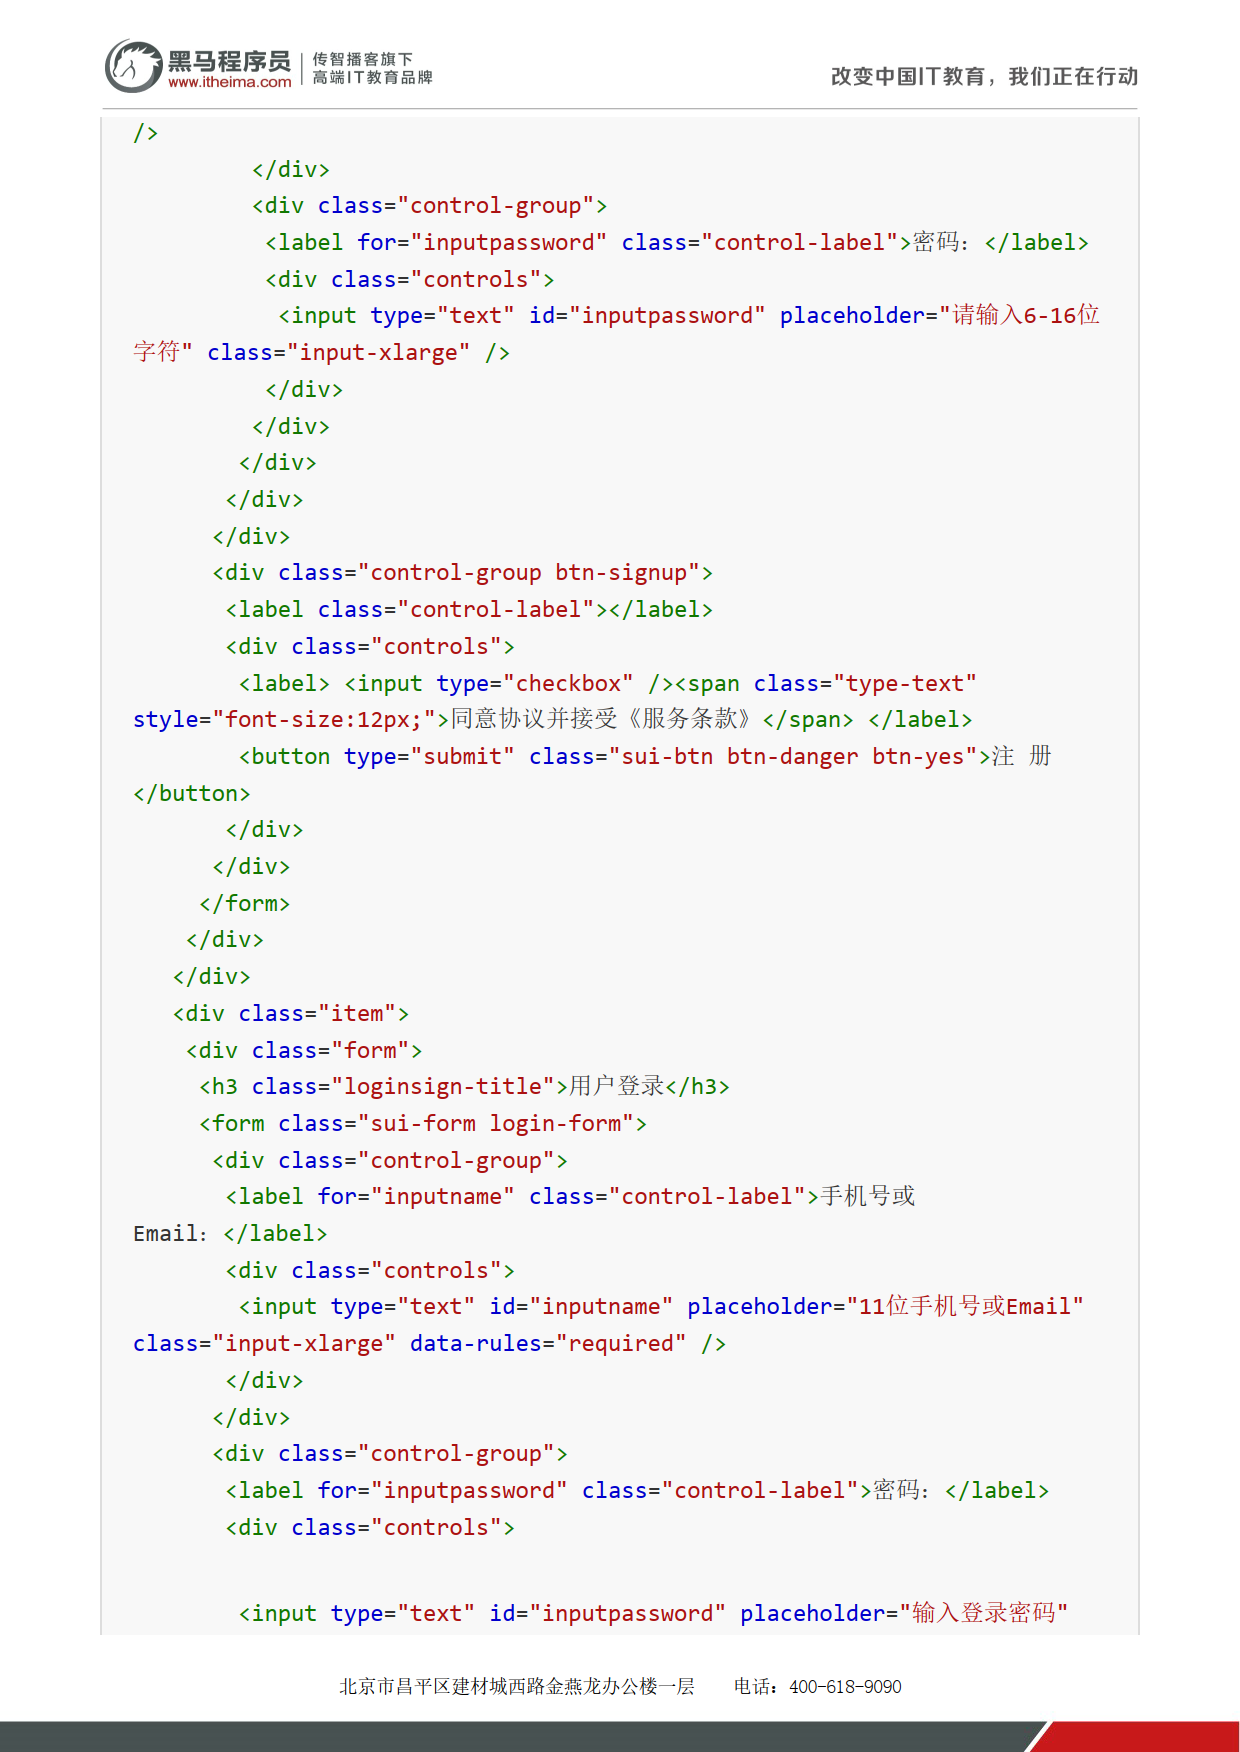 黑马程序员
www.itheima.com
传智播客旗下
高端IT教育品牌
改变中国IT教育，我们正在行动
/>
</div>
<div class="control-group">
<label for="inputpassword" class="control-label">密码：</label>
<div class="controls">
<input type="text" id="inputpassword" placeholder="请输入6-16位
字符" class="input-xlarge" />
</div>
</div>
</div>
</div>
</div>
<div class="control-group btn-signup">
<label class="control-label"></label>
<div class="controls">
<label> <input type="checkbox" /><span class="type-text"
style="font-size:12px;">同意协议并接受《服务条款》</span> </label>
<button type="submit" class="sui-btn btn-danger btn-yes">注 册
</button>
</div>
</div>
</form>
</div>
</div>
<div class="item">
<div class="form">
<h3 class="loginsign-title">用户登录</h3>
<form class="sui-form login-form">
<div class="control-group">
<label for="inputname" class="control-label">手机号或
Email：</label>
<div class="controls">
<input type="text" id="inputname" placeholder="11位手机号或Email"
class="input-xlarge" data-rules="required" />
</div>
</div>
<div class="control-group">
<label for="inputpassword" class="control-label">密码：</label>
<div class="controls">
<input type="text" id="inputpassword" placeholder="输入登录密码"
北京市昌平区建材城西路金燕龙办公楼一层 电话：400-618-9090